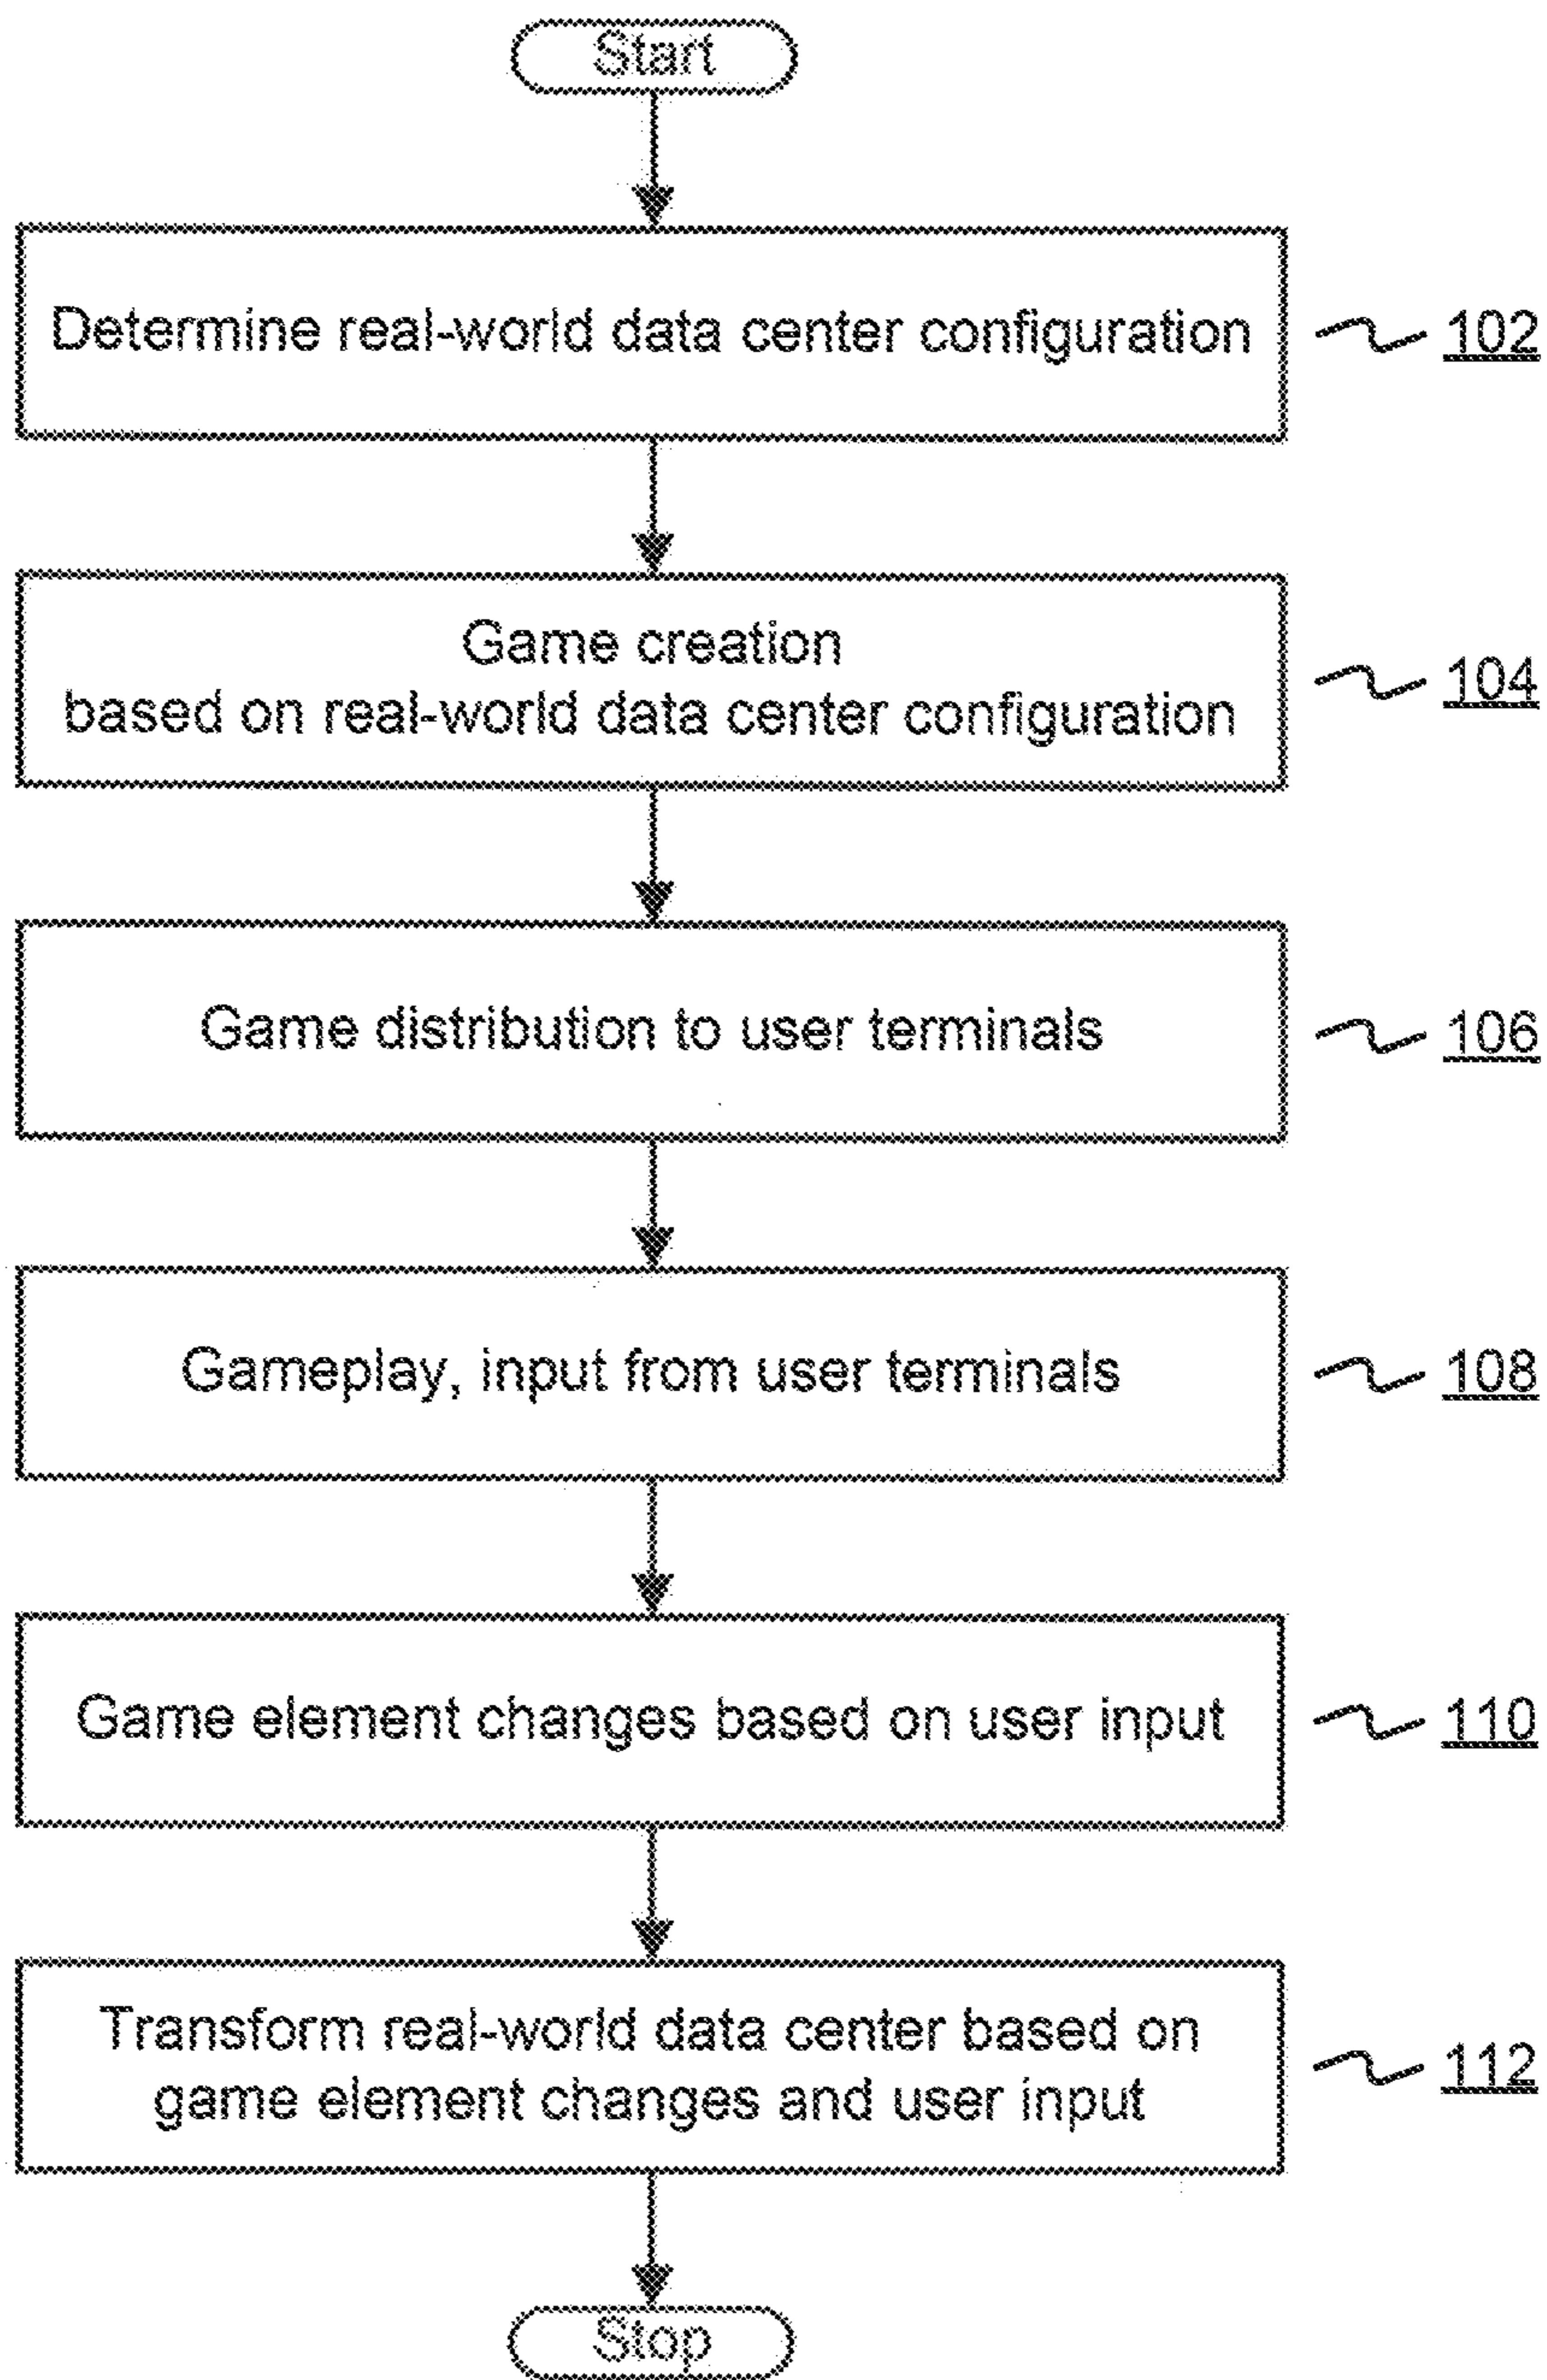 Start
Determine real-world data center configuration
102
Game creation
based on real-world data center configuration
104
Game distribution to user terminals
106
Gameplay, input from user terminals
108
Game element changes based on user input
110
Transform real-world data center based on
game element changes and user input
112
Stop